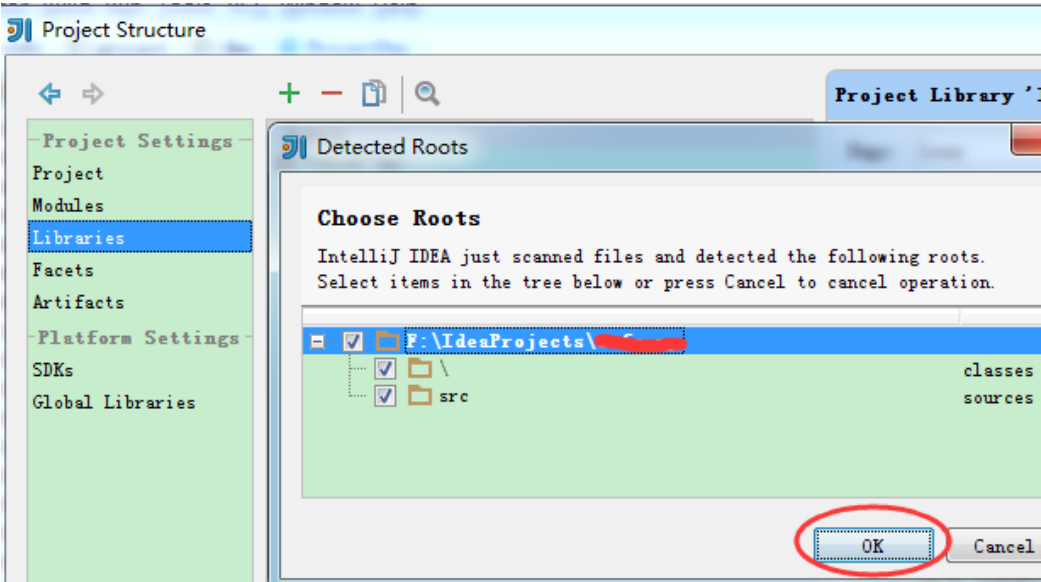 Project Structure
Project Library '
Project Settings
Project
Modules
Libraries
Facets
Artifacts
Platform Settings
SDKs
Global Libraries
Detected Roots
Choose Roots
IntelliJ IDEA just scanned files and detected the following roots.
Select items in the tree below or press Cancel to cancel operation.
F:\IdeaProjects\
\ classes
src sources
OK Cancel